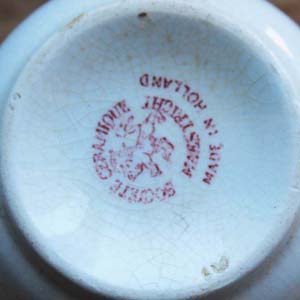 SOCIETE CERAMIQUE
MAESTRICHT
MADE IN HOLLAND